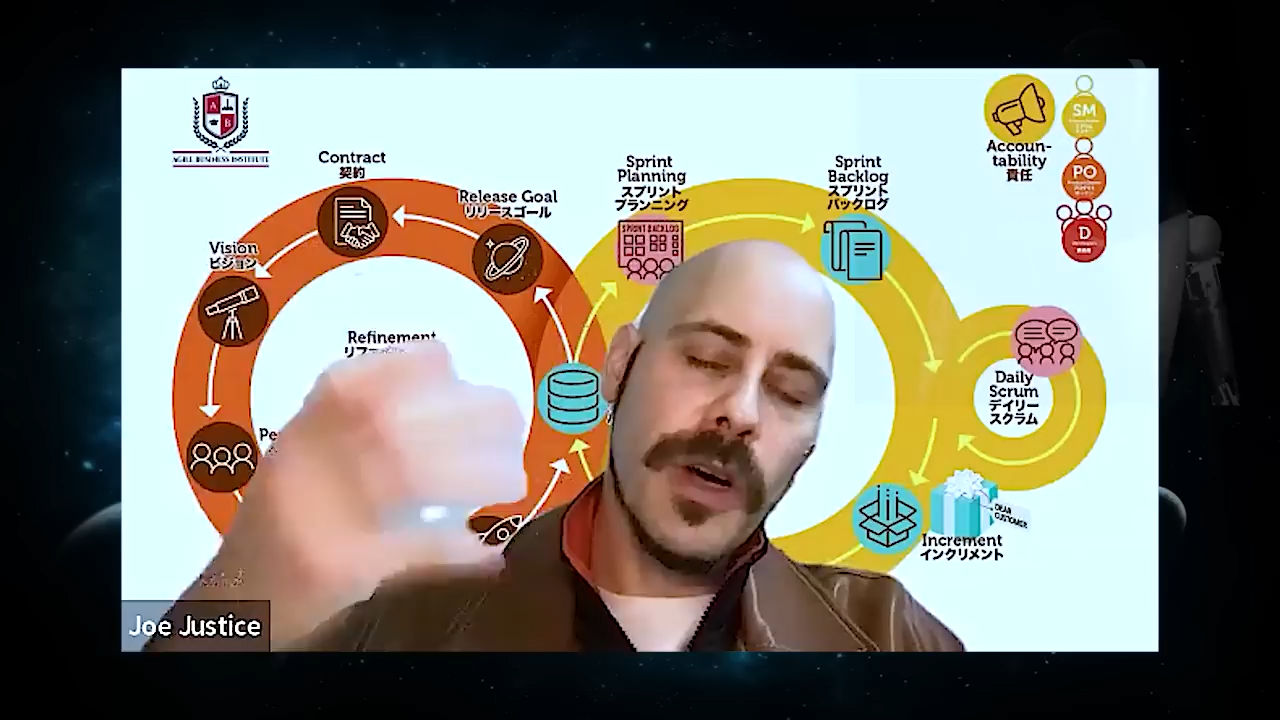 AGILE BUSINESS INSTITUTE
A
B
Contract
契約
Release Goal
リリースゴール
Vision
ビジョン
Refinement
Pe
Sprint
Planning
スプリント
プランニング
SPRINT BACKLOG
Sprint
Backlog
スプリント
バックログ
Accoun-
tability
責任
SM
PO
D
Daily
Scrum
デイリー
スクラム
DEAR
CUSTOMER
Increment
インクリメント
Joe Justice